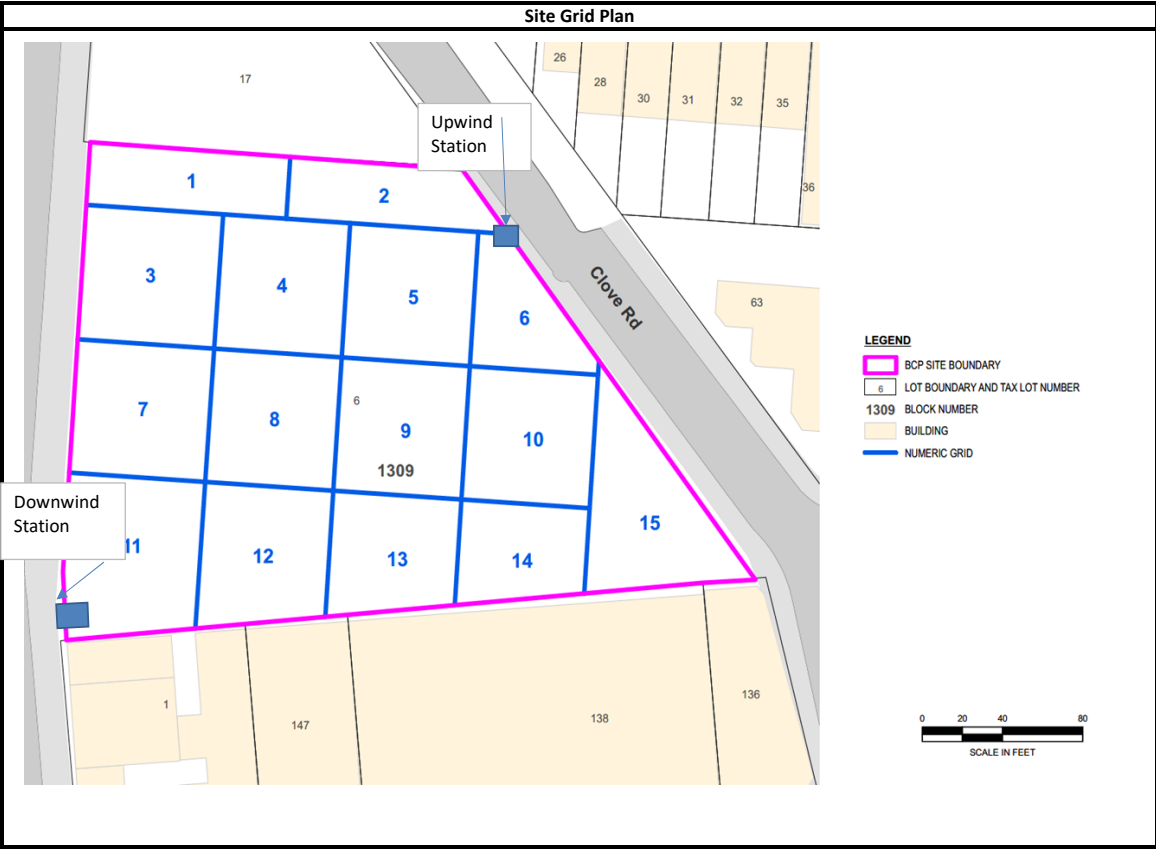 Site Grid Plan
17
26
28
30
31
32
35
36
Upwind
Station
1
2
3
4
5
6
Clove Rd
63
7
8
6
9
1309
10
Downwind
Station
11
12
13
14
15
1
147
138
136
LEGEND
BCP SITE BOUNDARY
6 LOT BOUNDARY AND TAX LOT NUMBER
1309 BLOCK NUMBER
BUILDING
NUMERIC GRID
0 20 40 80
SCALE IN FEET